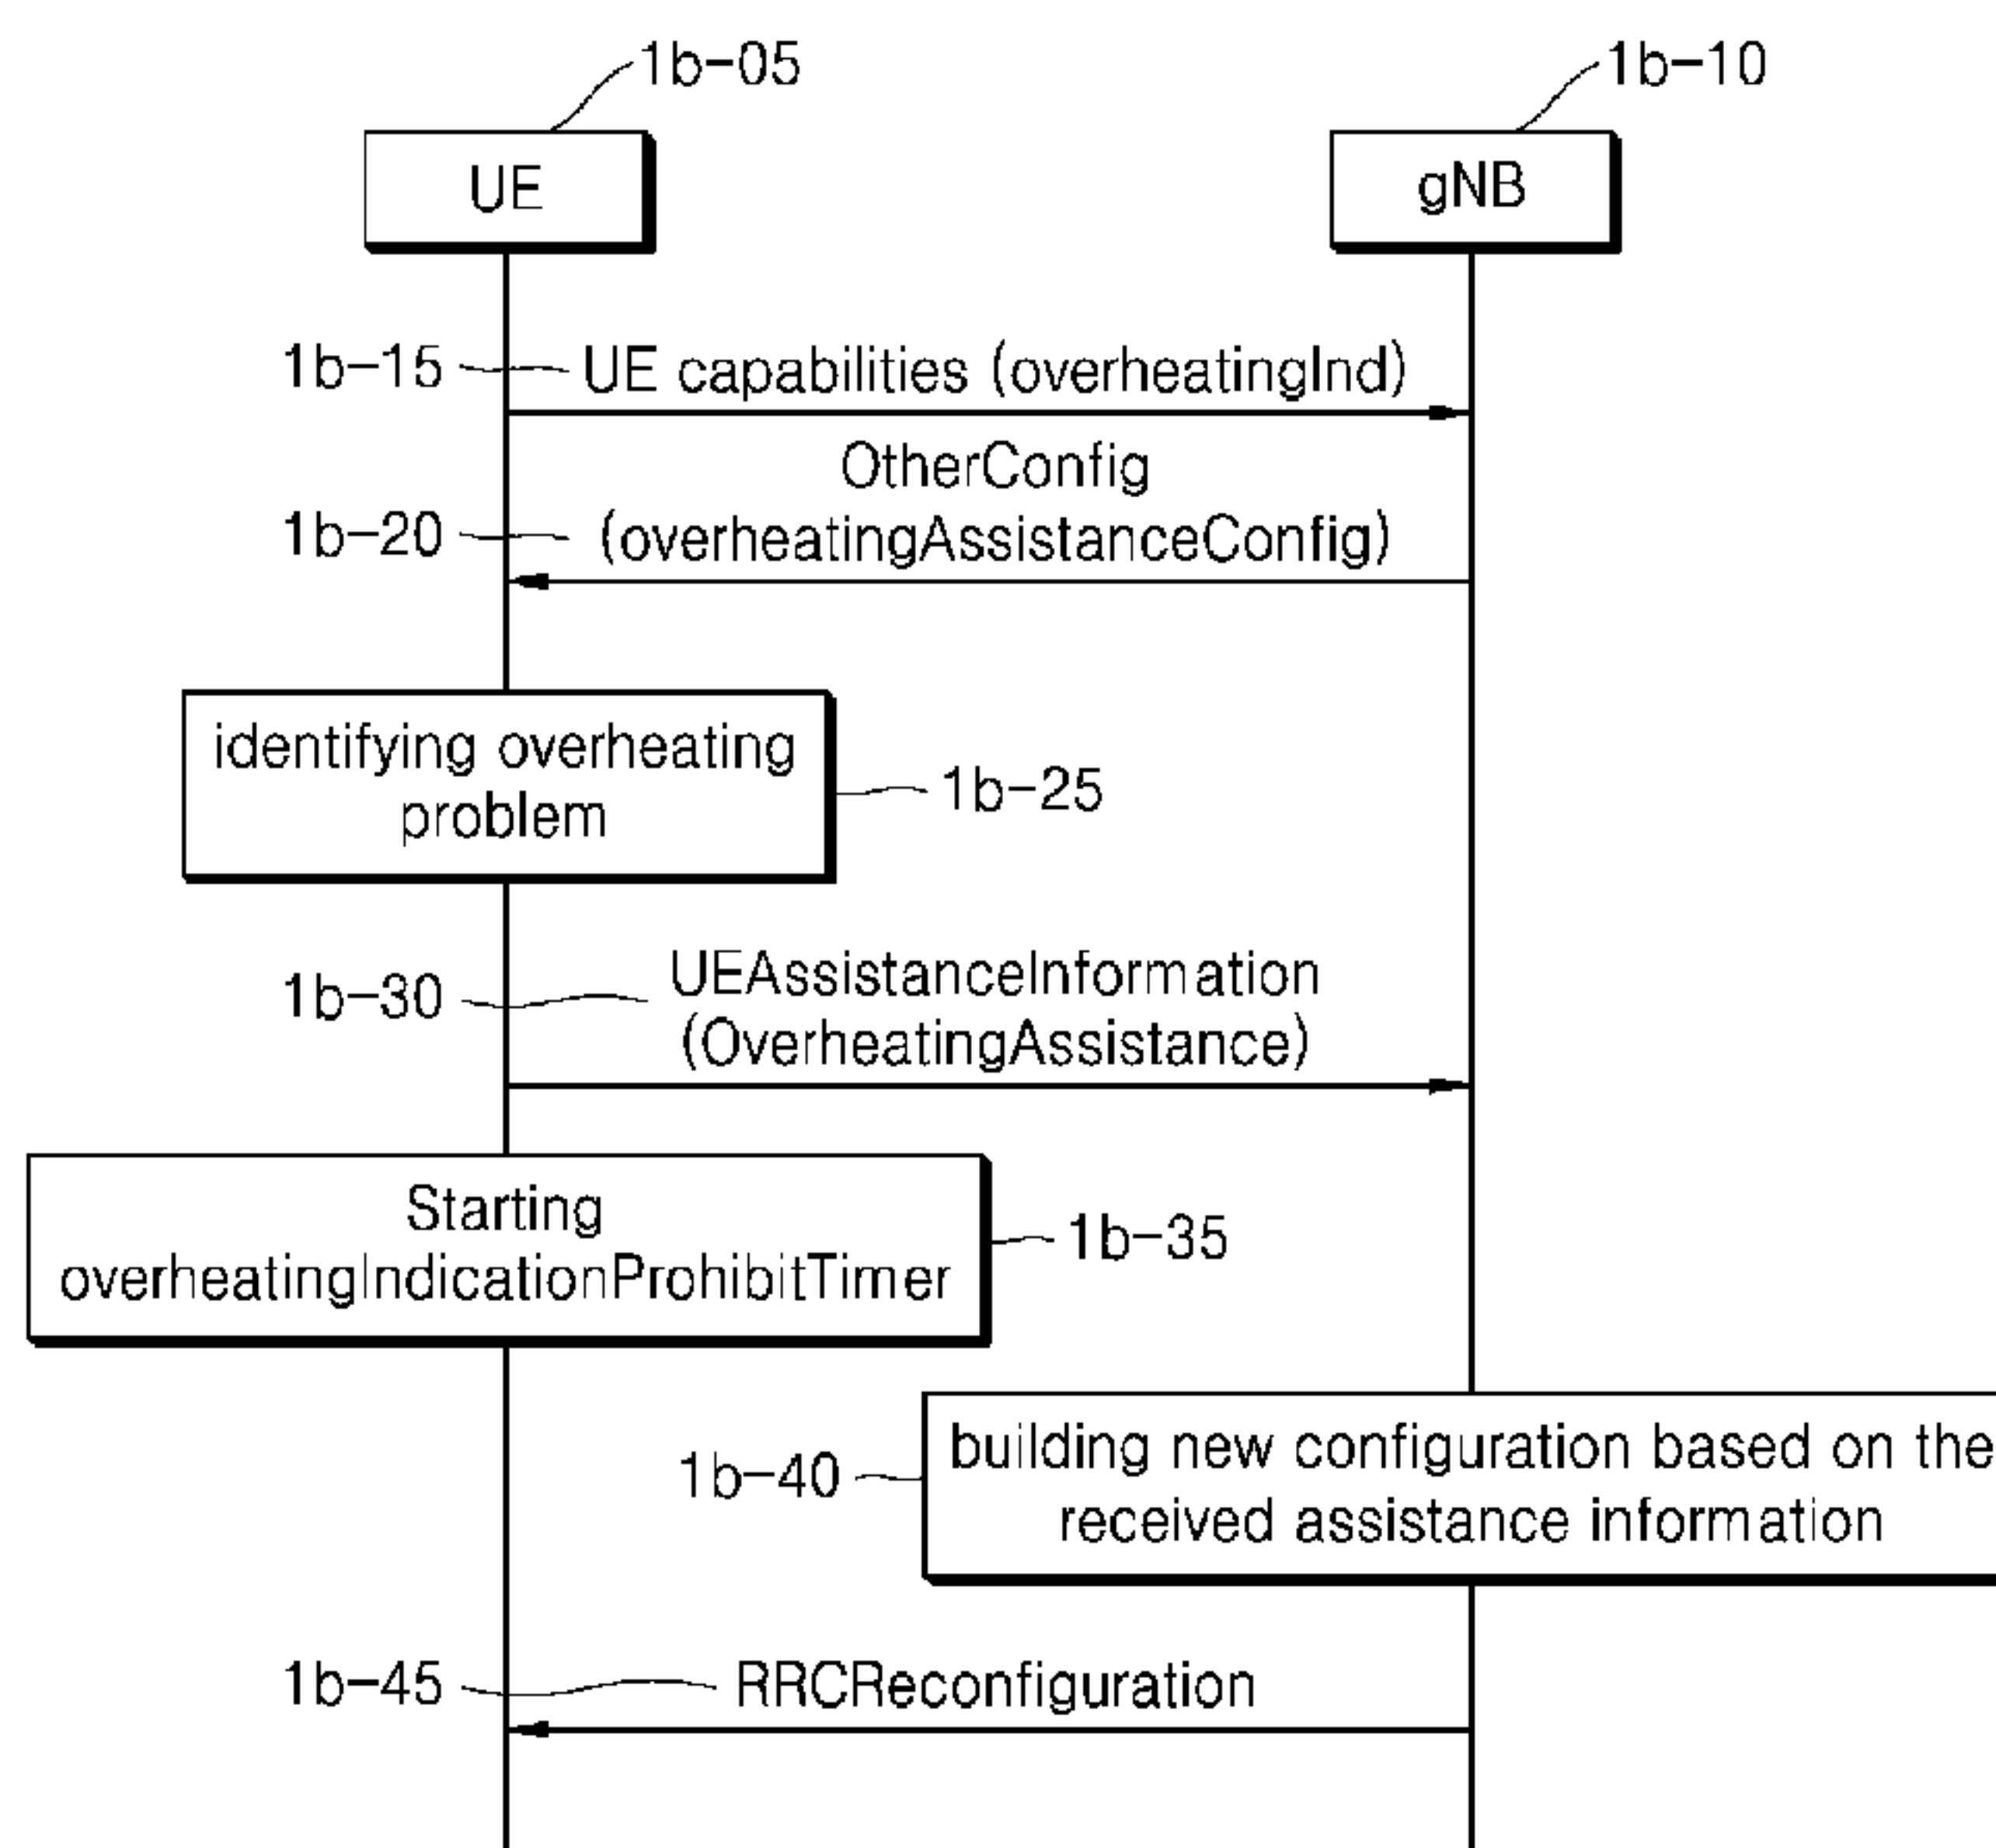 1b-05
1b-10
UE
gNB
1b-15
UE capabilities (overheatingInd)
OtherConfig
1b-20
(overheatingAssistanceConfig)
identifying overheating
problem
1b-25
1b-30
UEAssistanceInformation
(OverheatingAssistance)
Starting
overheatingIndicationProhibitTimer
1b-35
1b-40
building new configuration based on the
received assistance information
1b-45
RRCReconfiguration